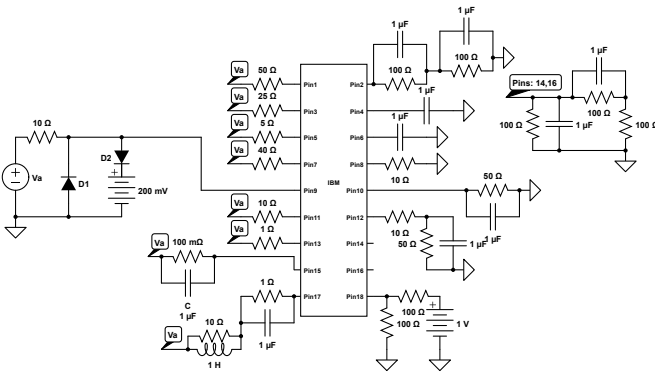 1 µF
1 µF
100 Ω
100 Ω
1 µF
Va
50 Ω
Pin1
Pin2
Va
25 Ω
Pin3
Pin4
1 µF
Va
5 Ω
Pin5
Pin6
Va
40 Ω
Pin7
Pin8
10 Ω
IBM
Pin9
Pin10
50 Ω
1 µF
Va
10 Ω
Pin11
Pin12
10 Ω
50 Ω
1 µF
Va
1 Ω
Pin13
Pin14
Va
100 mΩ
C
1 µF
Pin15
Pin16
1 Ω
1 µF
Pin17
Pin18
100 Ω
100 Ω
+
1 V
Va
10 Ω
1 H
10 Ω
+
Va
D1
D2
+
200 mV
Pins: 14,16
1 µF
100 Ω
100 Ω
1 µF
100 Ω